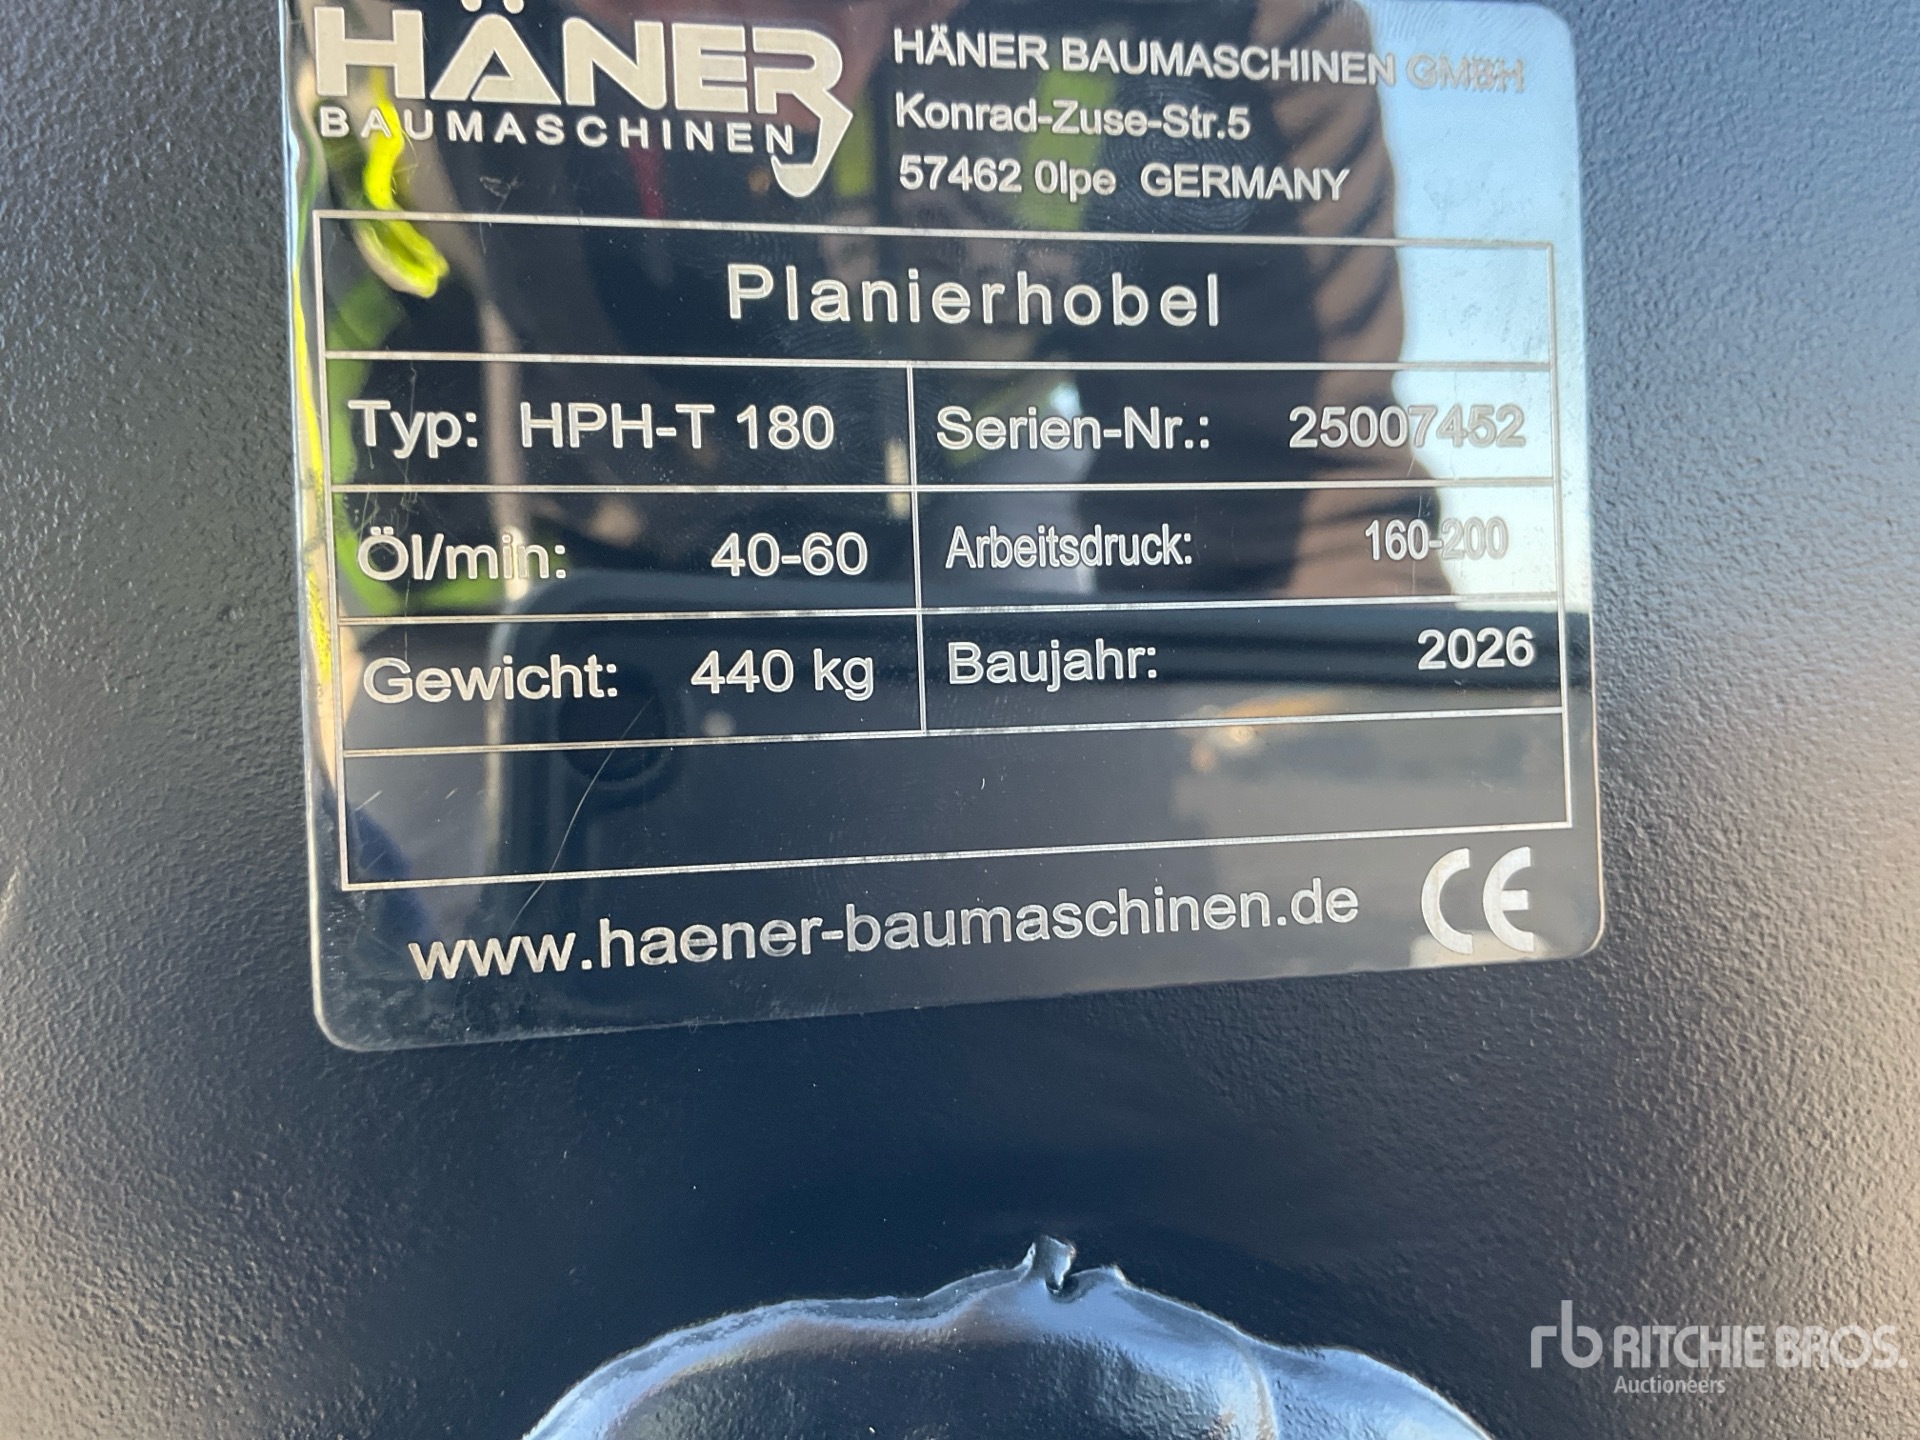 HÄNER
BAUMASCHINEN
HÄNER BAUMASCHINEN GMBH
Konrad-Zuse-Str.5
57462 Olpe GERMANY
Planierhobel
Typ: HPH-T 180
Serien-Nr.: 25007452
Öl/min: 40-60
Arbeitsdruck: 160-200
Gewicht: 440 kg
Baujahr: 2026
www.haener-baumaschinen.de CE
rb RITCHIE BROS.
Auctioneers